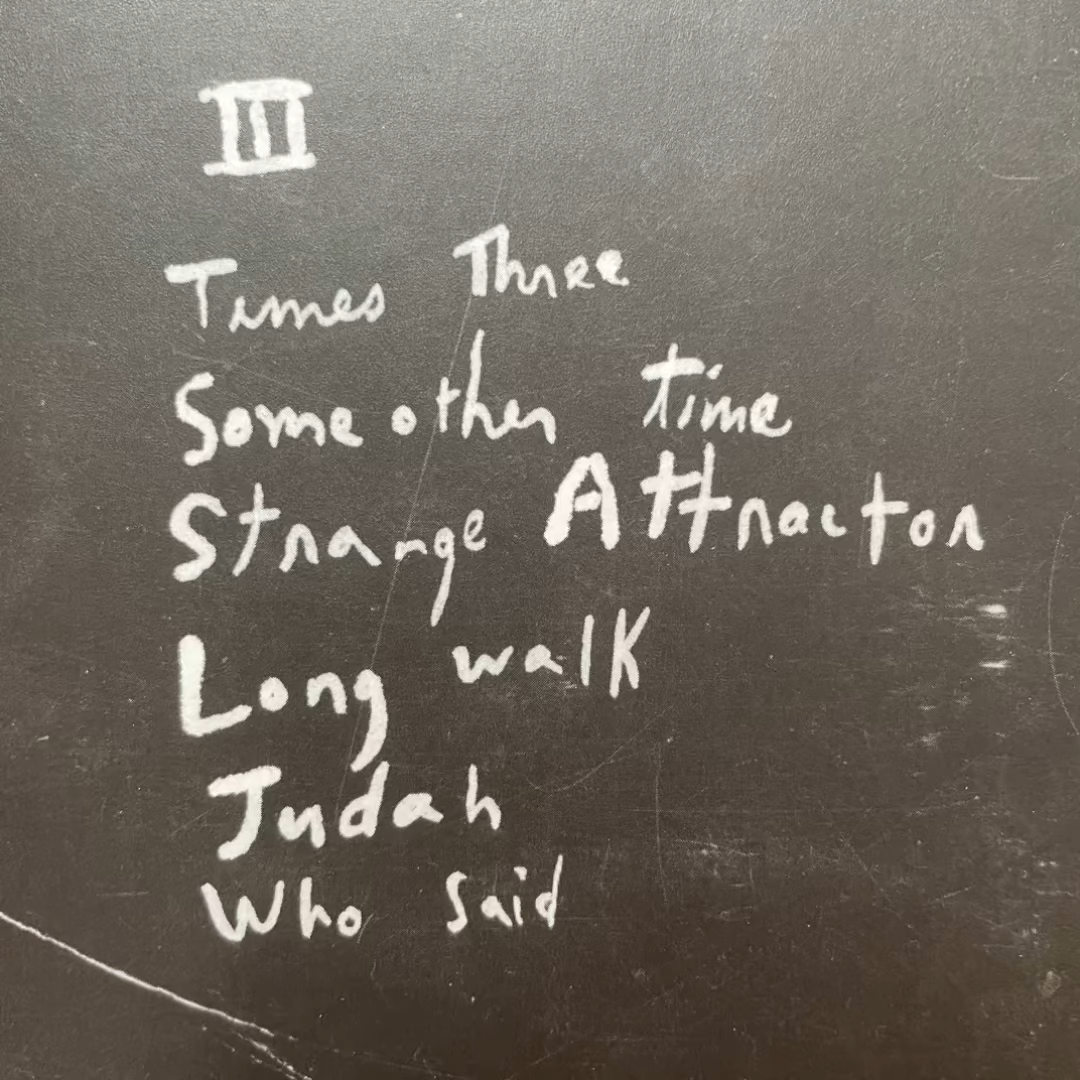 III
Times Three
Some other time
Strange Attractor
Long walk
Judah
Who Said